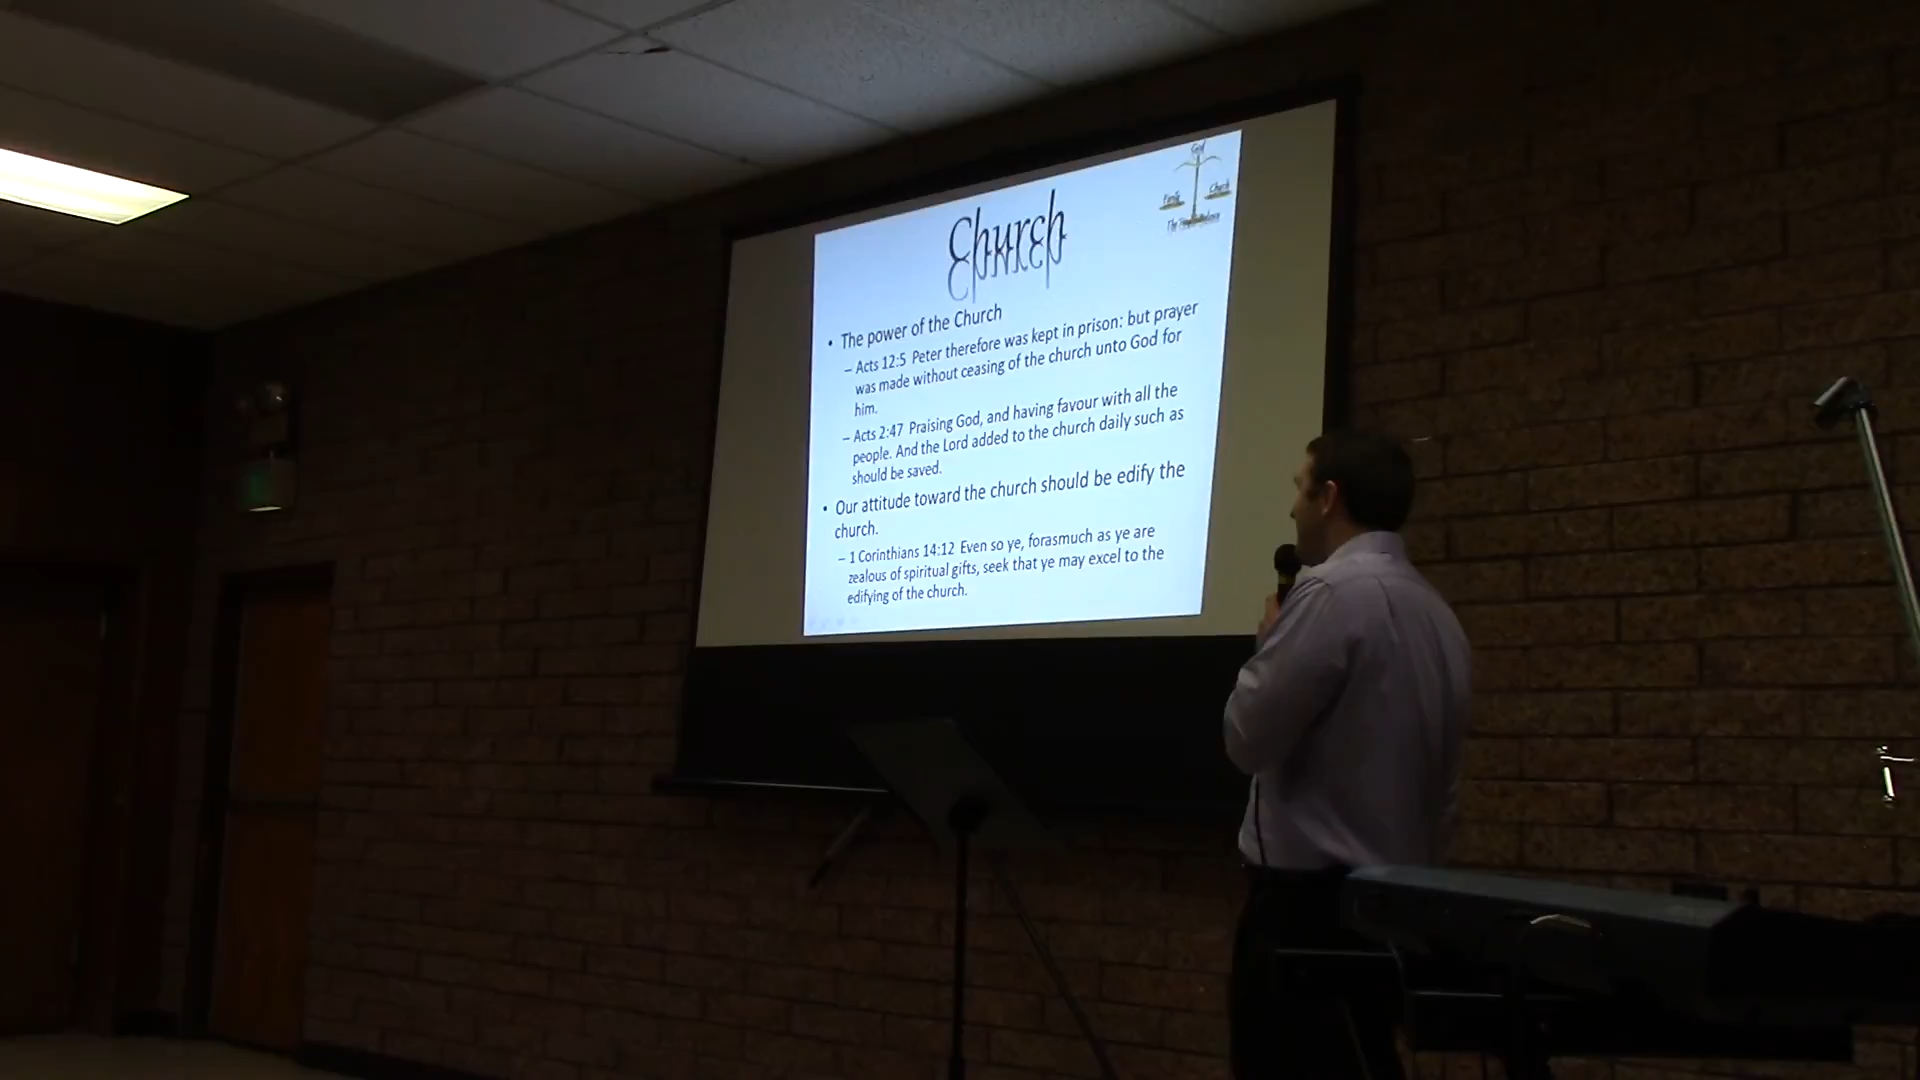 God
Family
Church
Church
• The power of the Church
– Acts 12:5 Peter therefore was kept in prison: but prayer
was made without ceasing of the church unto God for
him.
– Acts 2:47 Praising God, and having favour with all the
people. And the Lord added to the church daily such as
should be saved.
• Our attitude toward the church should be edify the
church.
– 1 Corinthians 14:12 Even so ye, forasmuch as ye are
zealous of spiritual gifts, seek that ye may excel to the
edifying of the church.